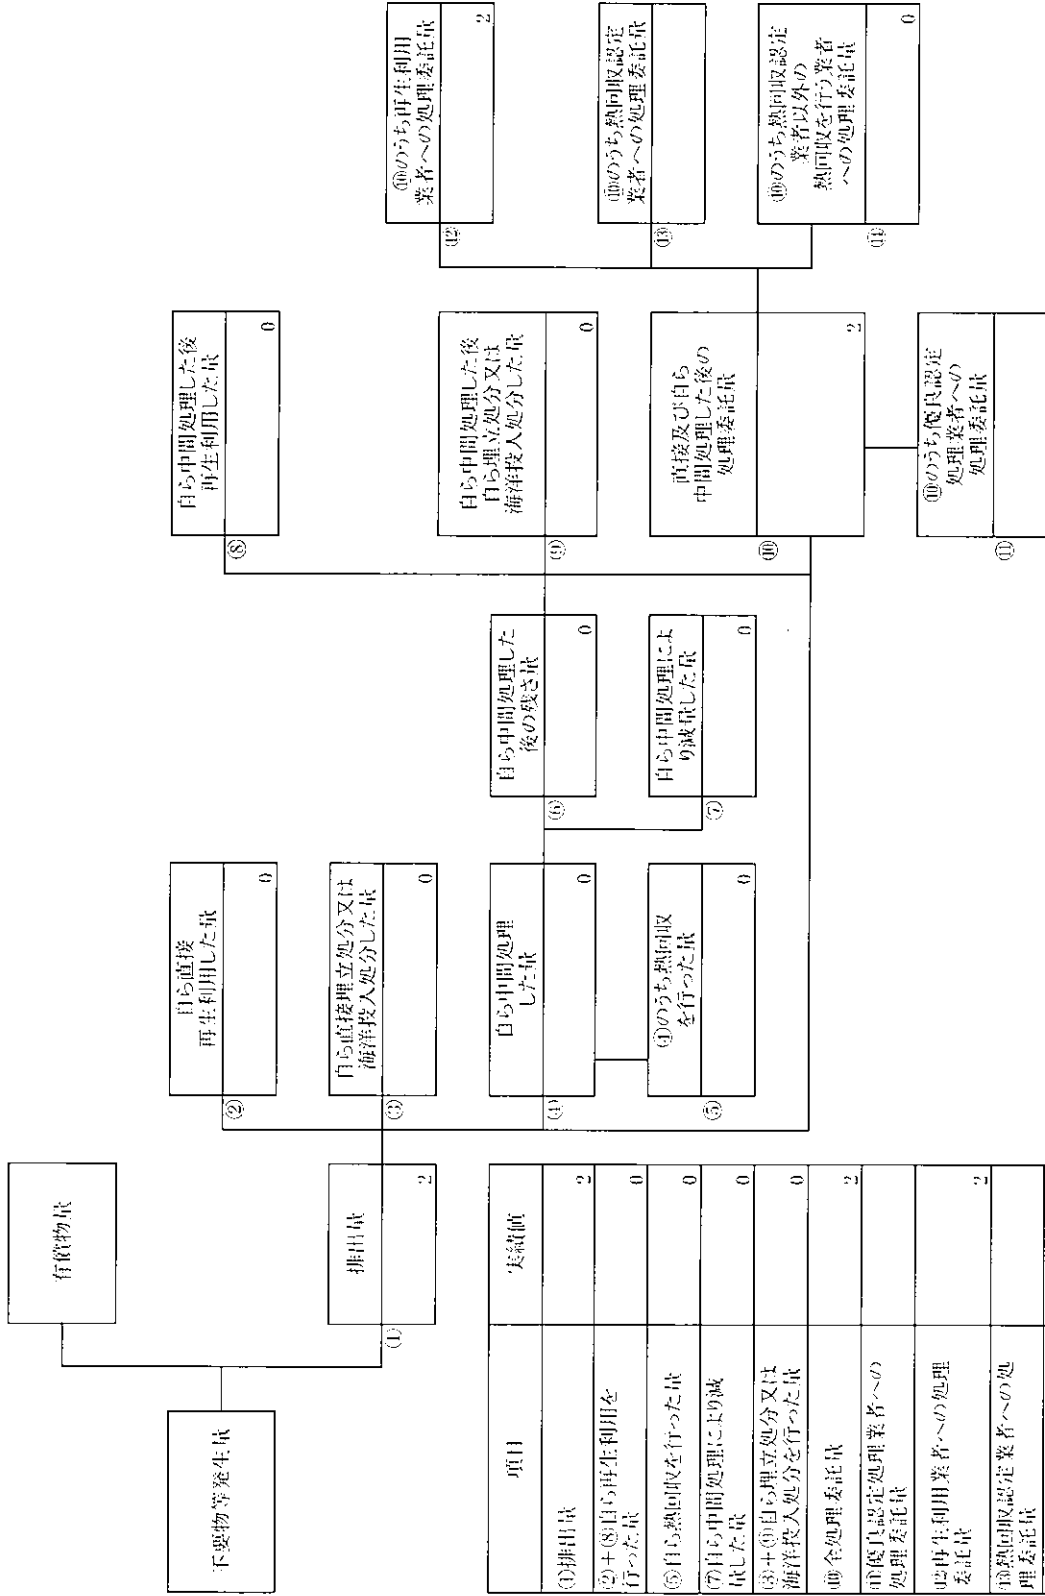 不要物等発生量
有償物量
①
排出量
2
②
自ら直接
再生利用した量
0
③
自ら直接埋立処分又は
海洋投入処分した量
0
④
自ら中間処理
した量
0
⑤
④のうち熱回収
を行った量
0
⑥
自ら中間処理した
後の残さ量
0
⑦
自ら中間処理によ
り減量した量
0
⑧
自ら中間処理した後
再生利用した量
0
⑨
自ら中間処理した後
自ら埋立処分又は
海洋投入処分した量
0
⑩
直接及び自ら
中間処理した後の
処理委託量
2
⑪
⑩のうち優良認定
処理業者への
処理委託量
⑫
⑩のうち再生利用
業者への処理委託量
2
⑬
⑩のうち熱回収認定
業者への処理委託量
⑭
⑩のうち熱回収認定
業者以外の
熱回収を行う業者
への処理委託量
0
項目
実績値
①排出量
2
②+⑧自ら再生利用を
行った量
0
⑤自ら熱回収を行った量
0
⑦自ら中間処理により減
量した量
0
③+⑨自ら埋立処分又は
海洋投入処分を行った量
0
⑩全処理委託量
2
⑪優良認定処理業者への
処理委託量
⑫再生利用業者への処理
委託量
2
⑬熱回収認定業者への処
理委託量